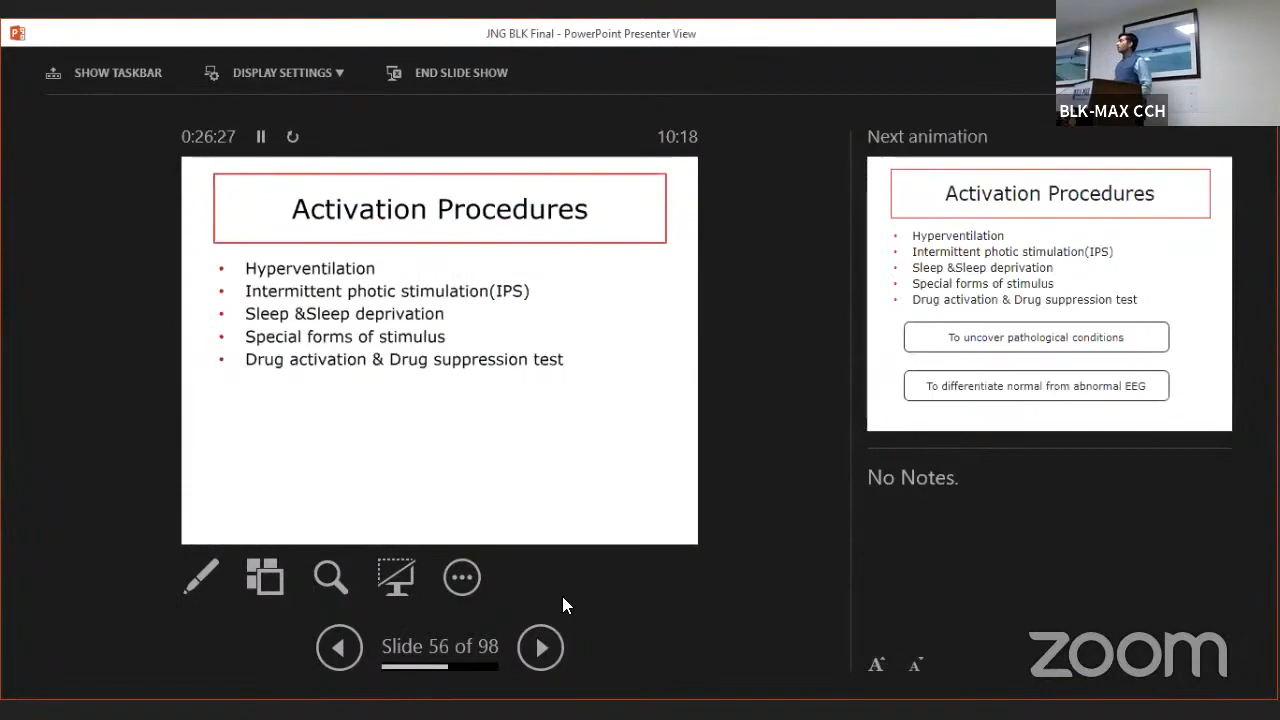 JNG BLK Final - PowerPoint Presenter View
SHOW TASKBAR
DISPLAY SETTINGS ▼
END SLIDE SHOW
BLK-MAX CCH
0:26:27
10:18
Activation Procedures
• Hyperventilation
• Intermittent photic stimulation(IPS)
• Sleep &Sleep deprivation
• Special forms of stimulus
• Drug activation & Drug suppression test
Slide 56 of 98
Next animation
Activation Procedures
• Hyperventilation
• Intermittent photic stimulation(IPS)
• Sleep &Sleep deprivation
• Special forms of stimulus
• Drug activation & Drug suppression test
To uncover pathological conditions
To differentiate normal from abnormal EEG
No Notes.
A A
zoom